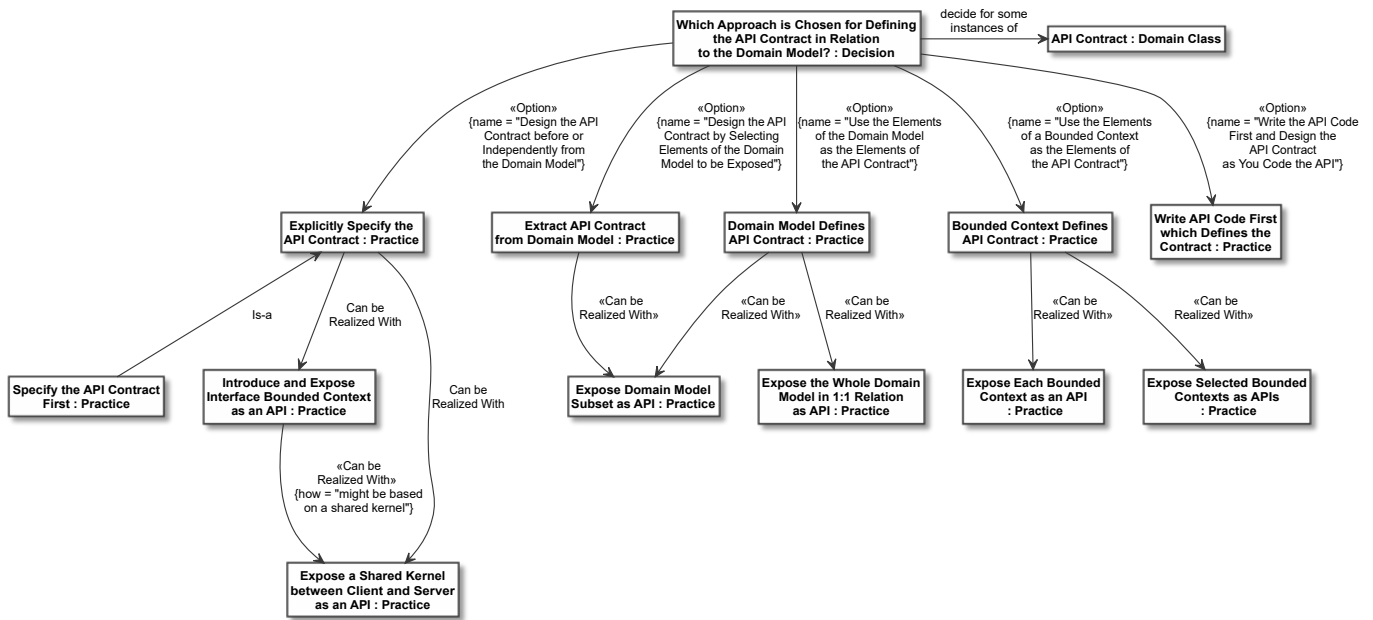 Which Approach is Chosen for Defining
the API Contract in Relation
to the Domain Model? : Decision
decide for some
instances of
API Contract : Domain Class
«Option»
{name = "Design the API
Contract before or
Independently from
the Domain Model"}
«Option»
{name = "Design the API
Contract by Selecting
Elements of the Domain
Model to be Exposed"}
«Option»
{name = "Use the Elements
of the Domain Model
as the Elements of
the API Contract"}
«Option»
{name = "Use the Elements
of a Bounded Context
as the Elements of
the API Contract"}
«Option»
{name = "Write the API Code
First and Design the
API Contract
as You Code the API"}
Explicitly Specify the
API Contract : Practice
Extract API Contract
from Domain Model : Practice
Domain Model Defines
API Contract : Practice
Bounded Context Defines
API Contract : Practice
Write API Code First
which Defines the
Contract : Practice
Is-a
Can be
Realized With
Can be
Realized With
«Can be
Realized With»
«Can be
Realized With»
«Can be
Realized With»
«Can be
Realized With»
«Can be
Realized With»
Specify the API Contract
First : Practice
Introduce and Expose
Interface Bounded Context
as an API : Practice
Expose Domain Model
Subset as API : Practice
Expose the Whole Domain
Model in 1:1 Relation
as API : Practice
Expose Each Bounded
Context as an API
: Practice
Expose Selected Bounded
Contexts as APIs
: Practice
«Can be
Realized With»
{how = "might be based
on a shared kernel"}
Expose a Shared Kernel
between Client and Server
as an API : Practice